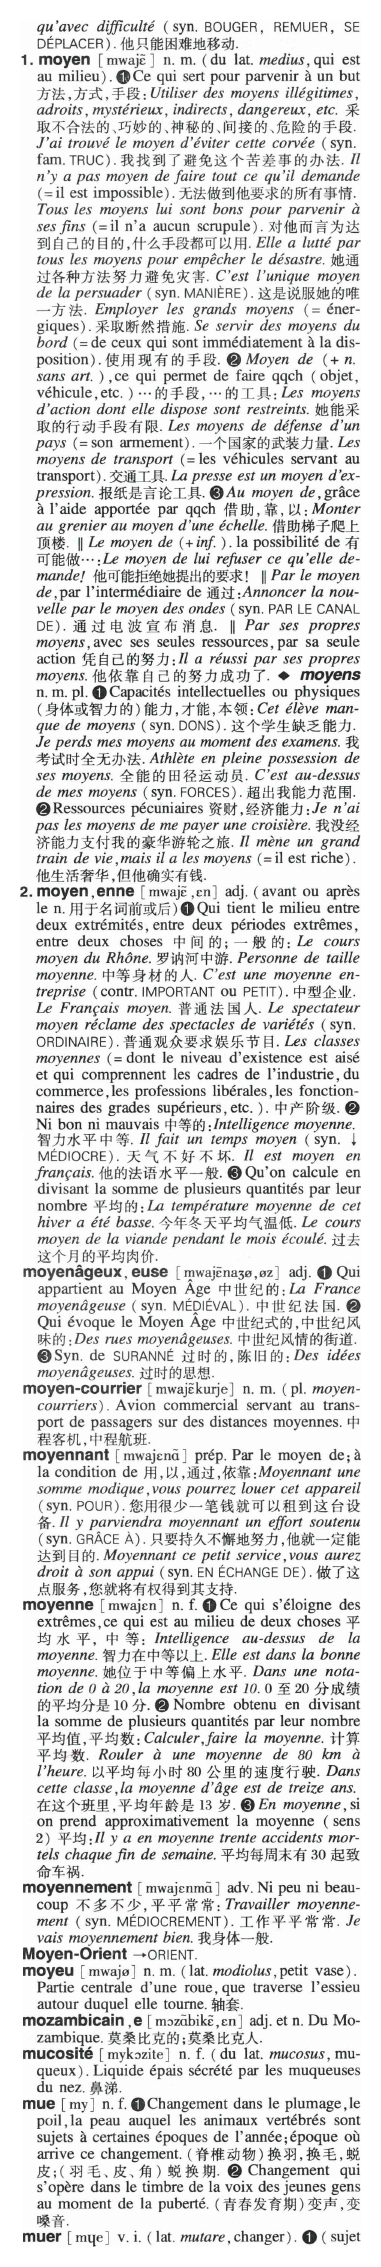 qu'avec difficulté (syn. BOUGER, REMUER, SE
DÉPLACER). 他只能困难地移动.
1. moyen [mwajɛ̃] n. m. (du lat. medius, qui est
au milieu). ❶Ce qui sert pour parvenir à un but
方法,方式,手段: Utiliser des moyens illégitimes,
adroits, mystérieux, indirects, dangereux, etc. 采
取不合法的、巧妙的、神秘的、间接的、危险的手段.
J'ai trouvé le moyen d'éviter cette corvée (syn.
fam. TRUC). 我找到了避免这个苦差事的办法. Il
n'y a pas moyen de faire tout ce qu'il demande
(=il est impossible). 无法做到他要求的所有事情.
Tous les moyens lui sont bons pour parvenir à
ses fins (=il n'a aucun scrupule). 对他而言为达
到自己的目的,什么手段都可以用. Elle a lutté par
tous les moyens pour empêcher le désastre. 她通
过各种方法努力避免灾害. C'est l'unique moyen
de la persuader (syn. MANIÈRE). 这是说服她的唯
一方法. Employer les grands moyens (= éner-
giques). 采取断然措施. Se servir des moyens du
bord (=de ceux qui sont immédiatement à la dis-
position). 使用现有的手段. ❷ Moyen de (+ n.
sans art. ), ce qui permet de faire qqch ( objet,
véhicule, etc. ) …的手段,…的工具: Les moyens
d'action dont elle dispose sont restreints. 她能采
取的行动手段有限. Les moyens de défense d'un
pays (=son armement). 一个国家的武装力量. Les
moyens de transport (=les véhicules servant au
transport). 交通工具. La presse est un moyen d'ex-
pression. 报纸是言论工具. ❸Au moyen de, grâce
à l'aide apportée par qqch 借助,靠,以: Monter
au grenier au moyen d'une échelle. 借助梯子爬上
顶楼. ‖ Le moyen de (+inf. ). la possibilité de 有
可能做…: Le moyen de lui refuser ce qu'elle de-
mande! 他可能拒绝她提出的要求! ‖ Par le moyen
de, par l'intermédiaire de 通过: Annoncer la nou-
velle par le moyen des ondes (syn. PAR LE CANAL
DE). 通过电波宣布消息. ‖ Par ses propres
moyens, avec ses seules ressources, par sa seule
action 凭自己的努力: Il a réussi par ses propres
moyens. 他依靠自己的努力成功了. ◆ moyens
n. m. pl. ❶Capacités intellectuelles ou physiques
(身体或智力的)能力,才能,本领: Cet élève man-
que de moyens (syn. DONS). 这个学生缺乏能力.
Je perds mes moyens au moment des examens. 我
考试时全无办法. Athlète en pleine possession de
ses moyens. 全能的田径运动员. C'est au-dessus
de mes moyens (syn. FORCES). 超出我能力范围.
❷Ressources pécuniaires 资财,经济能力: Je n'ai
pas les moyens de me payer une croisière. 我没经
济能力支付我的豪华游轮之旅. Il mène un grand
train de vie, mais il a les moyens (=il est riche).
他生活奢华,但他确实有钱.
2. moyen, enne [mwajɛ̃, ɛn] adj. (avant ou après
le n. 用于名词前或后)❶Qui tient le milieu entre
deux extrémités, entre deux périodes extrêmes,
entre deux choses 中间的; 一般的: Le cours
moyen du Rhône. 罗讷河中游. Personne de taille
moyenne. 中等身材的人. C'est une moyenne en-
treprise (contr. IMPORTANT ou PETIT). 中型企业.
Le Français moyen. 普通法国人. Le spectateur
moyen réclame des spectacles de variétés (syn.
ORDINAIRE). 普通观众要求娱乐节目. Les classes
moyennes (= dont le niveau d'existence est aisé
et qui comprennent les cadres de l'industrie, du
commerce, les professions libérales, les fonction-
naires des grades supérieurs, etc. ). 中产阶级. ❷
Ni bon ni mauvais 中等的: Intelligence moyenne.
智力水平中等. Il fait un temps moyen (syn. ↓
MÉDIOCRE). 天气不好不坏. Il est moyen en
français. 他的法语水平一般. ❸Qu'on calcule en
divisant la somme de plusieurs quantités par leur
nombre 平均的: La température moyenne de cet
hiver a été basse. 今年冬天平均气温低. Le cours
moyen de la viande pendant le mois écoulé. 过去
这个月的平均肉价.
moyenâgeux, euse [mwajɛnaʒø, øz] adj. ❶ Qui
appartient au Moyen Âge 中世纪的: La France
moyenâgeuse (syn. MÉDIÉVAL). 中世纪法国. ❷
Qui évoque le Moyen Âge 中世纪式的,中世纪风
味的: Des rues moyenâgeuses. 中世纪风情的街道.
❸Syn. de SURANNÉ 过时的,陈旧的: Des idées
moyenâgeuses. 过时的思想.
moyen-courrier [mwajɛ̃kurje] n. m. (pl. moyen-
courriers). Avion commercial servant au trans-
port de passagers sur des distances moyennes. 中
程客机,中程航班.
moyennant [mwajɛnɑ̃] prép. Par le moyen de; à
la condition de 用,以,通过,依靠: Moyennant une
somme modique, vous pourrez louer cet appareil
(syn. POUR). 您用很少一笔钱就可以租到这台设
备. Il y parviendra moyennant un effort soutenu
(syn. GRÂCE À). 只要持久不懈地努力,他就一定能
达到目的. Moyennant ce petit service, vous aurez
droit à son appui (syn. EN ÉCHANGE DE). 做了这
点服务,您就将有权得到其支持.
moyenne [mwajɛn] n. f. ❶Ce qui s'éloigne des
extrêmes, ce qui est au milieu de deux choses 平
均水平, 中等: Intelligence au-dessus de la
moyenne. 智力在中等以上. Elle est dans la bonne
moyenne. 她位于中等偏上水平. Dans une nota-
tion de 0 à 20, la moyenne est 10. 0 至 20 分成绩
的平均分是 10 分. ❷ Nombre obtenu en divisant
la somme de plusieurs quantités par leur nombre
平均值,平均数: Calculer, faire la moyenne. 计算
平均数. Rouler à une moyenne de 80 km à
l'heure. 以平均每小时 80 公里的速度行驶. Dans
cette classe, la moyenne d'âge est de treize ans.
在这个班里,平均年龄是 13 岁. ❸En moyenne, si
on prend approximativement la moyenne ( sens
2) 平均: Il y a en moyenne trente accidents mor-
tels chaque fin de semaine. 平均每周末有 30 起致
命车祸.
moyennement [mwajɛnmɑ̃] adv. Ni peu ni beau-
coup 不多不少,平平常常: Travailler moyenne-
ment (syn. MÉDIOCREMENT). 工作平平常常. Je
vais moyennement bien. 我身体一般.
Moyen-Orient →ORIENT.
moyeu [mwajø] n. m. (lat. modiolus, petit vase).
Partie centrale d'une roue, que traverse l'essieu
autour duquel elle tourne. 轴套.
mozambicain, e [mɔzɑ̃bikɛ̃, ɛn] adj. et n. Du Mo-
zambique. 莫桑比克的;莫桑比克人.
mucosité [mykozite] n. f. (du lat. mucosus, mu-
queux). Liquide épais sécrété par les muqueuses
du nez. 鼻涕.
mue [my] n. f. ❶Changement dans le plumage, le
poil, la peau auquel les animaux vertébrés sont
sujets à certaines époques de l'année; époque où
arrive ce changement. (脊椎动物)换羽,换毛,蜕
皮;(羽毛、皮、角)蜕换期. ❷ Changement qui
s'opère dans le timbre de la voix des jeunes gens
au moment de la puberté. (青春发育期)变声,变
嗓音.
muer [mɥe] v. i. (lat. mutare, changer). ❶ (sujet